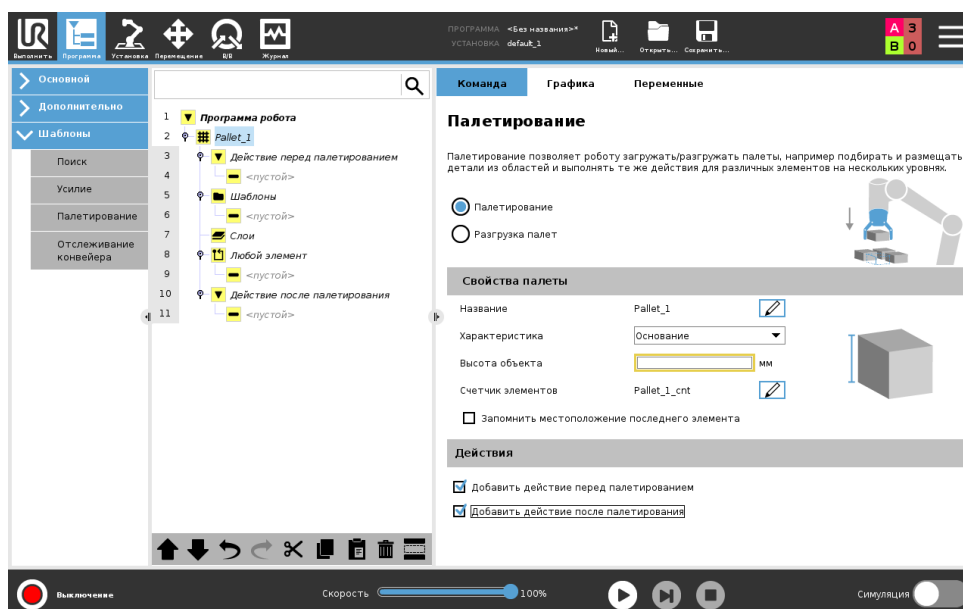 UR
ПРОГРАММА <Без названия>*
УСТАНОВКА default_1
Выполнить
Программа
Установка
Перемещение
В/В
Журнал
Новый...
Открыть...
Сохранить...
A 3
B 0
Основной
Дополнительно
Шаблоны
Поиск
Усилие
Палетирование
Отслеживание
конвейера
1 Программа робота
2 Pallet_1
3 Действие перед палетированием
4 <пустой>
5 Шаблоны
6 <пустой>
7 Слои
8 Любой элемент
9 <пустой>
10 Действие после палетирования
11 <пустой>
Команда
Графика
Переменные
Палетирование
Палетирование позволяет роботу загружать/разгружать палеты, например подбирать и размещать
детали из областей и выполнять те же действия для различных элементов на нескольких уровнях.
Палетирование
Разгрузка палет
Свойства палеты
Название Pallet_1
Характеристика Основание
Высота объекта мм
Счетчик элементов Pallet_1_cnt
Запомнить местоположение последнего элемента
Действия
Добавить действие перед палетированием
Добавить действие после палетирования
Выключение
Скорость 100%
Симуляция